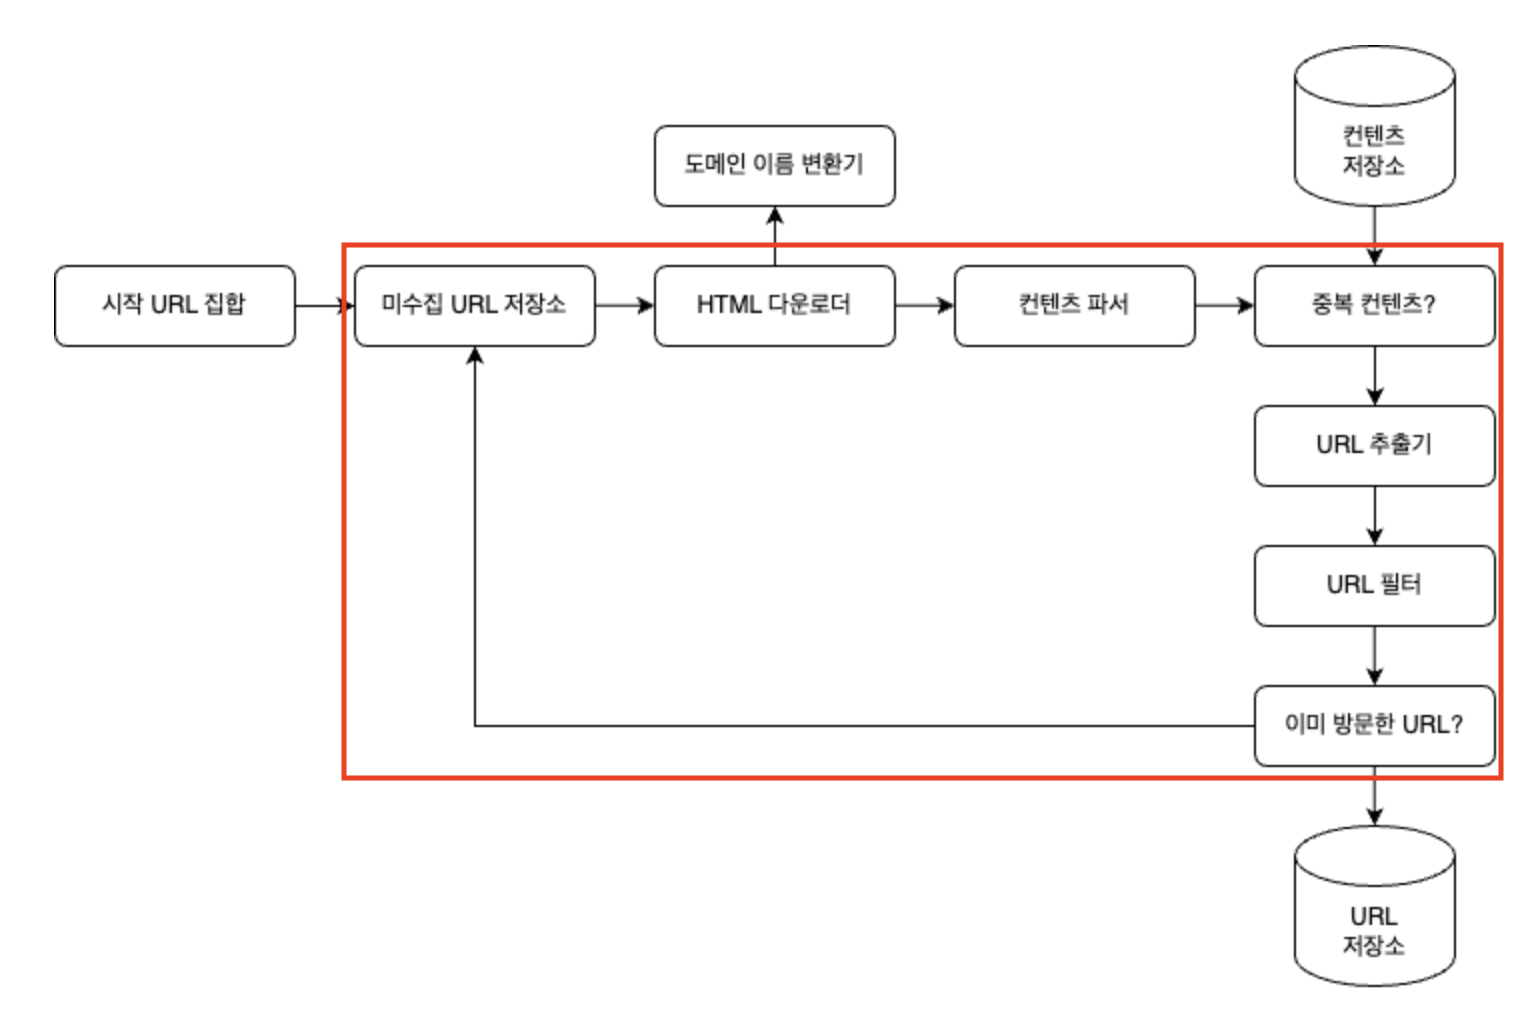 컨텐츠
저장소
도메인 이름 변환기
시작 URL 집합
미수집 URL 저장소
HTML 다운로더
컨텐츠 파서
중복 컨텐츠?
URL 추출기
URL 필터
이미 방문한 URL?
URL
저장소